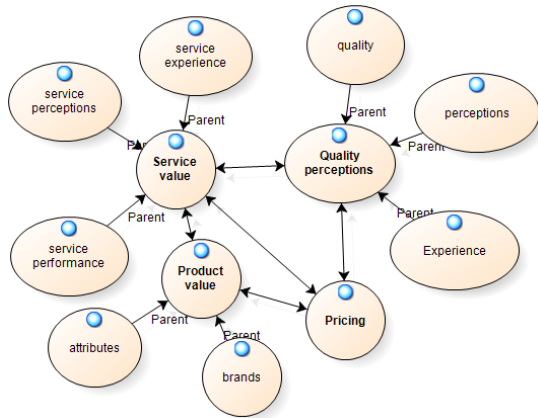 service
experience
quality
service
perceptions
perceptions
Parent
Parent
Parent
Parent
Service
value
Quality
perceptions
Parent
Parent
service
performance
Experience
Product
value
Parent
Parent
Pricing
attributes
brands